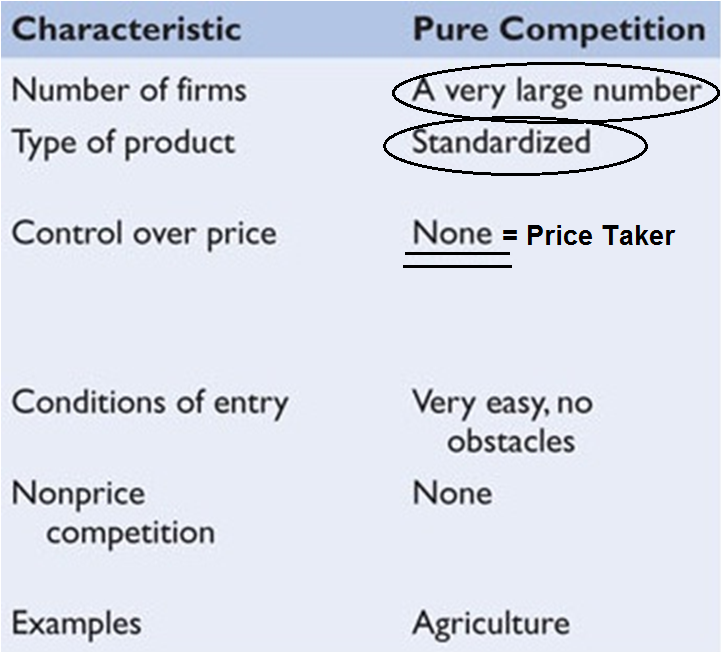 Characteristic Pure Competition
Number of firms A very large number
Type of product Standardized
Control over price None = Price Taker
Conditions of entry Very easy, no
obstacles
Nonprice None
competition
Examples Agriculture